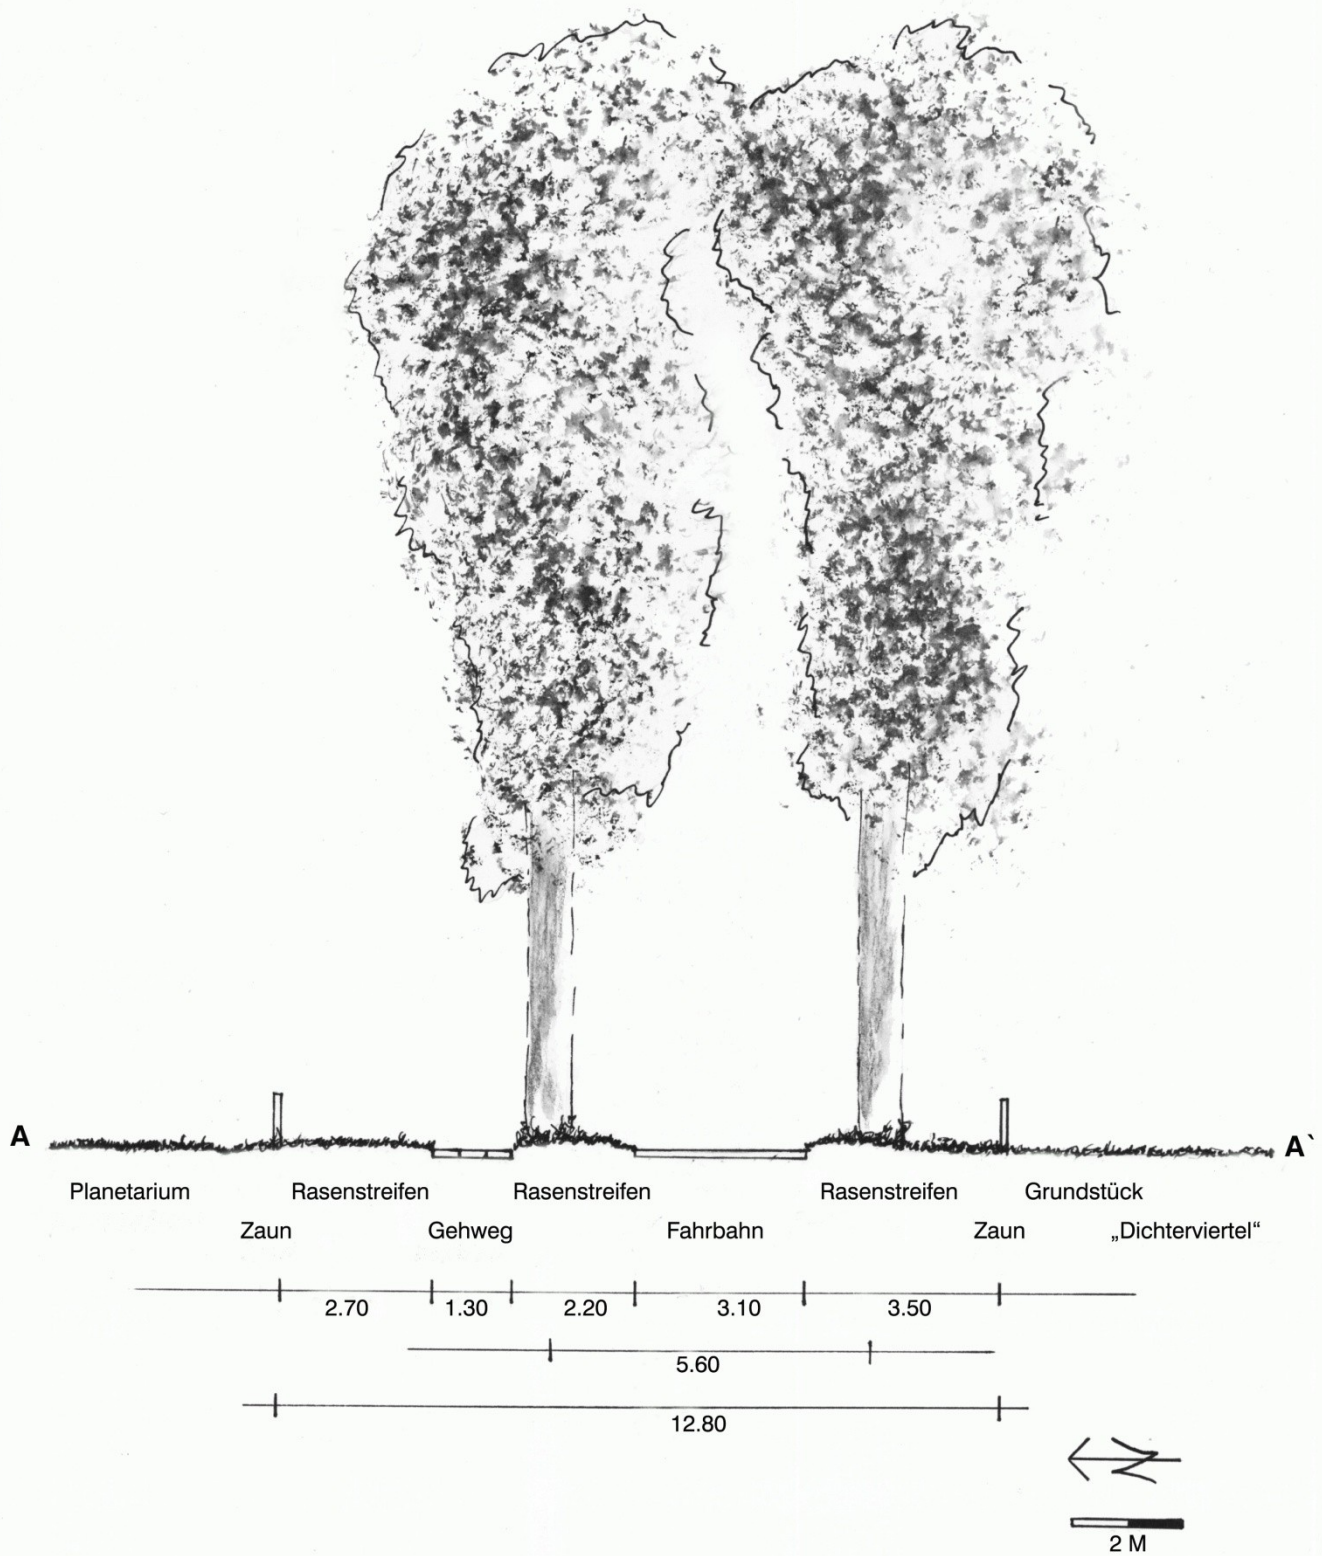 A
A`
Planetarium Rasenstreifen Rasenstreifen Rasenstreifen Grundstück
Zaun Gehweg Fahrbahn Zaun „Dichterviertel“
2.70 1.30 2.20 3.10 3.50
5.60
12.80
N
2 M